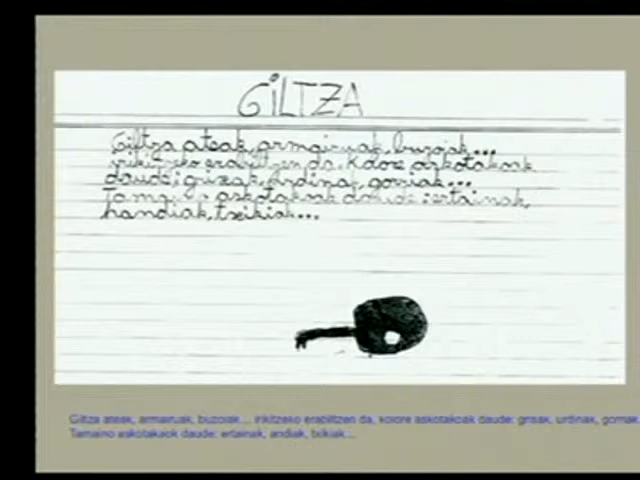 GiLTZA
Giltza ateak, armairuak, buzoiak...
irikitzeko erabiltzen da, Kolore askotakoak
daude; grisak, urdinak, gorriak...
Tamaino askotakoak daude: ertainak,
handiak, txikiak...
Giltza ateak, armairuak, buzoiak... irikitzeko erabiltzen da, kolore askotakoak daude: grisak, urdinak, gorriak
Tamaino askotakoak daude: ertainak, andiak, txikiak...